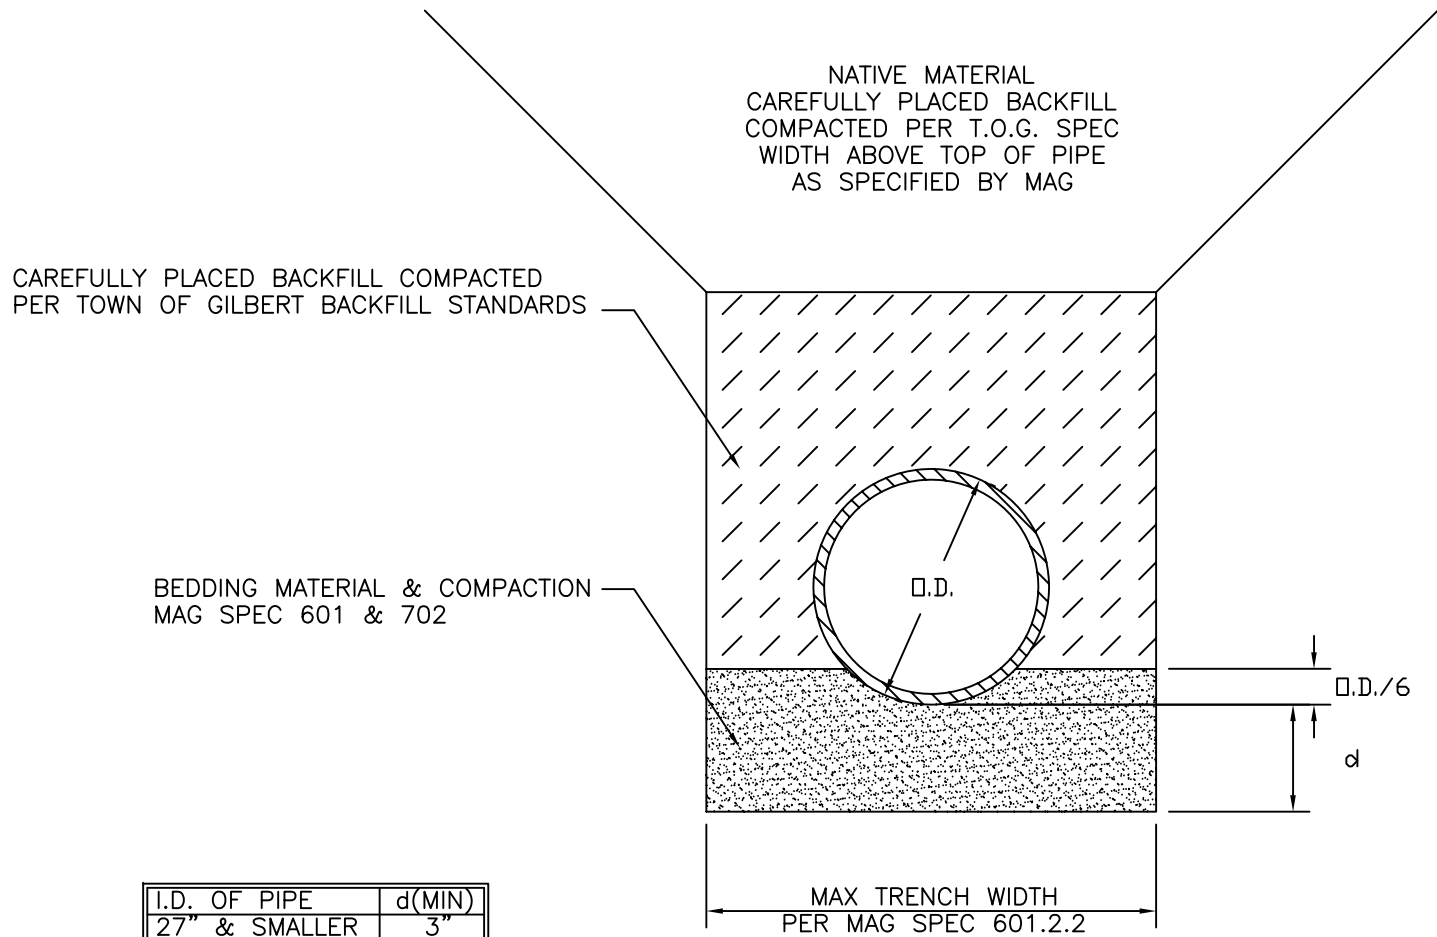 NATIVE MATERIAL
CAREFULLY PLACED BACKFILL
COMPACTED PER T.O.G. SPEC
WIDTH ABOVE TOP OF PIPE
AS SPECIFIED BY MAG
CAREFULLY PLACED BACKFILL COMPACTED
PER TOWN OF GILBERT BACKFILL STANDARDS
O.D.
BEDDING MATERIAL & COMPACTION
MAG SPEC 601 & 702
O.D./6
d
MAX TRENCH WIDTH
PER MAG SPEC 601.2.2
I.D. OF PIPE d(MIN)
27" & SMALLER 3"